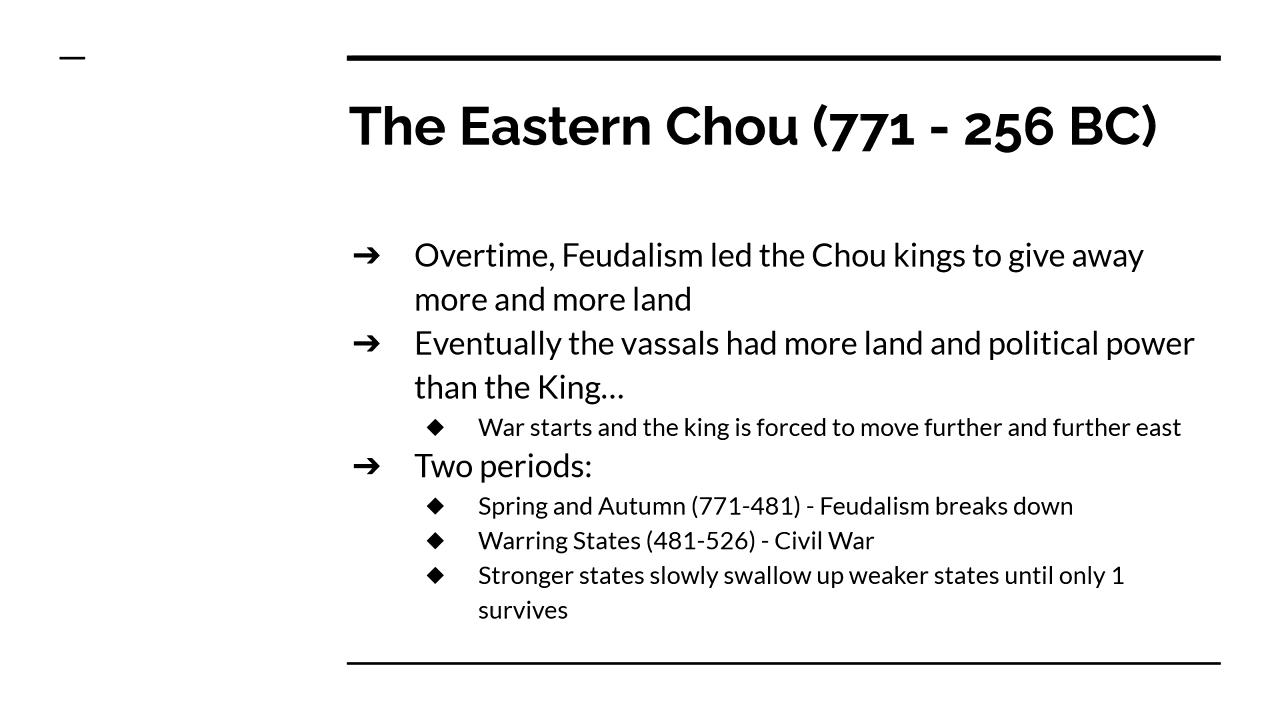 The Eastern Chou (771 - 256 BC)
➔ Overtime, Feudalism led the Chou kings to give away
more and more land
➔ Eventually the vassals had more land and political power
than the King...
◆ War starts and the king is forced to move further and further east
➔ Two periods:
◆ Spring and Autumn (771-481) - Feudalism breaks down
◆ Warring States (481-526) - Civil War
◆ Stronger states slowly swallow up weaker states until only 1
survives